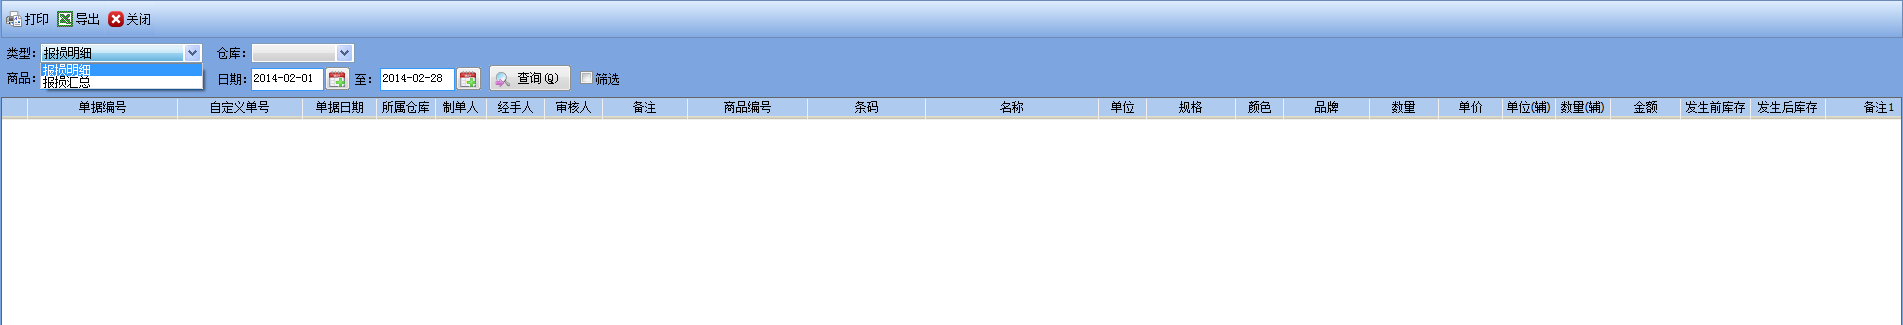 打印 导出 关闭
类型: 报损明细 仓库:
报损明细
商品: 报损汇总 日期: 2014-02-01 至: 2014-02-28 查询(Q) 筛选
单据编号 自定义单号 单据日期 所属仓库 制单人 经手人 审核人 备注 商品编号 条码 名称 单位 规格 颜色 品牌 数量 单价 单位(辅) 数量(辅) 金额 发生前库存 发生后库存 备注1